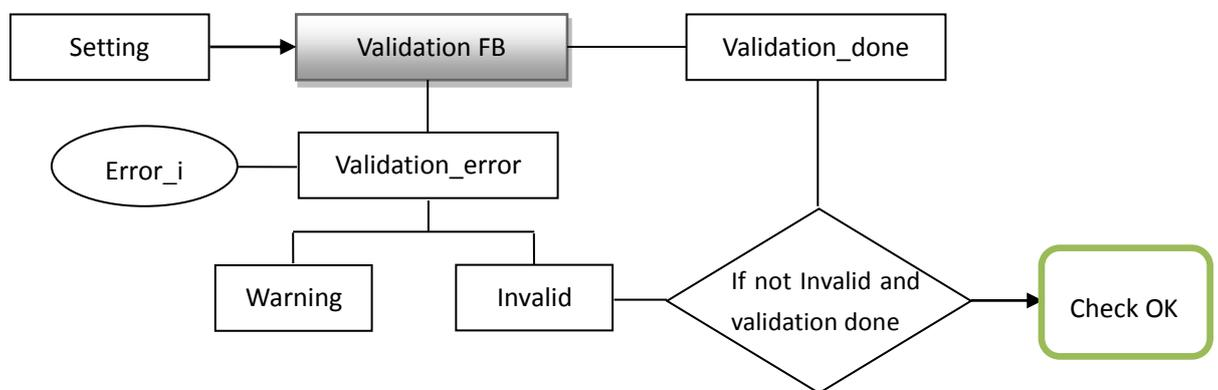 Setting
Validation FB
Validation_done
Error_i
Validation_error
Warning
Invalid
If not Invalid and
validation done
Check OK